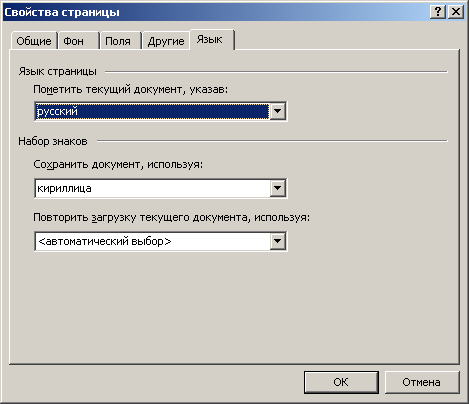 Свойства страницы
Общие Фон Поля Другие Язык
Язык страницы
Пометить текущий документ, указав:
русский
Набор знаков
Сохранить документ, используя:
кириллица
Повторить загрузку текущего документа, используя:
<автоматический выбор>
OK Отмена